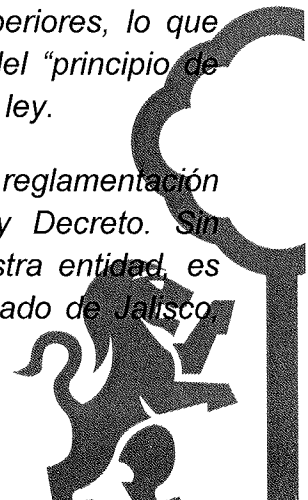 periores, lo que
del “principio de
ley.
reglamentación
y Decreto. Sin
stra entidad, es
ado de Jalisco,